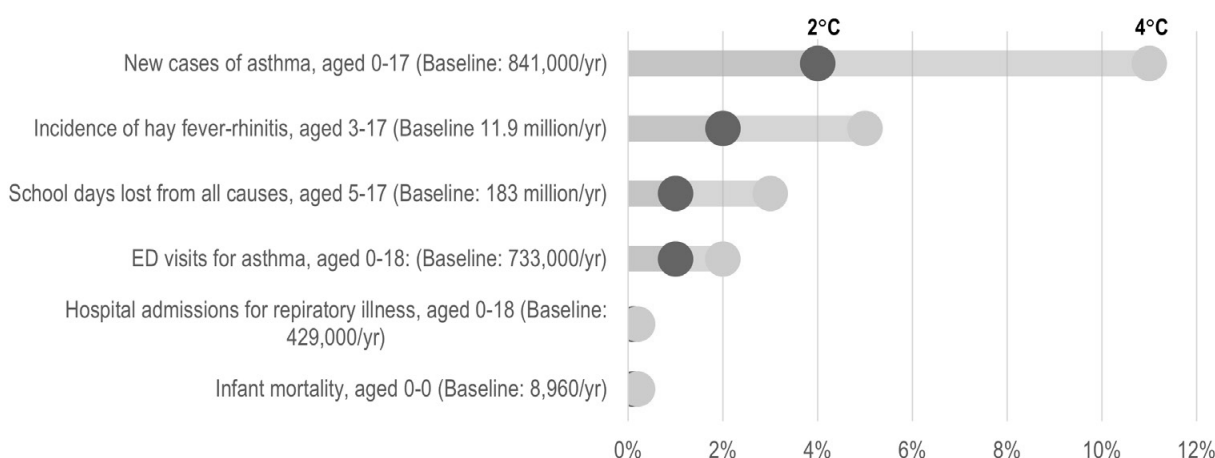 2°C 4°C
New cases of asthma, aged 0-17 (Baseline: 841,000/yr)
Incidence of hay fever-rhinitis, aged 3-17 (Baseline 11.9 million/yr)
School days lost from all causes, aged 5-17 (Baseline: 183 million/yr)
ED visits for asthma, aged 0-18: (Baseline: 733,000/yr)
Hospital admissions for repiratory illness, aged 0-18 (Baseline:
429,000/yr)
Infant mortality, aged 0-0 (Baseline: 8,960/yr)
0% 2% 4% 6% 8% 10% 12%